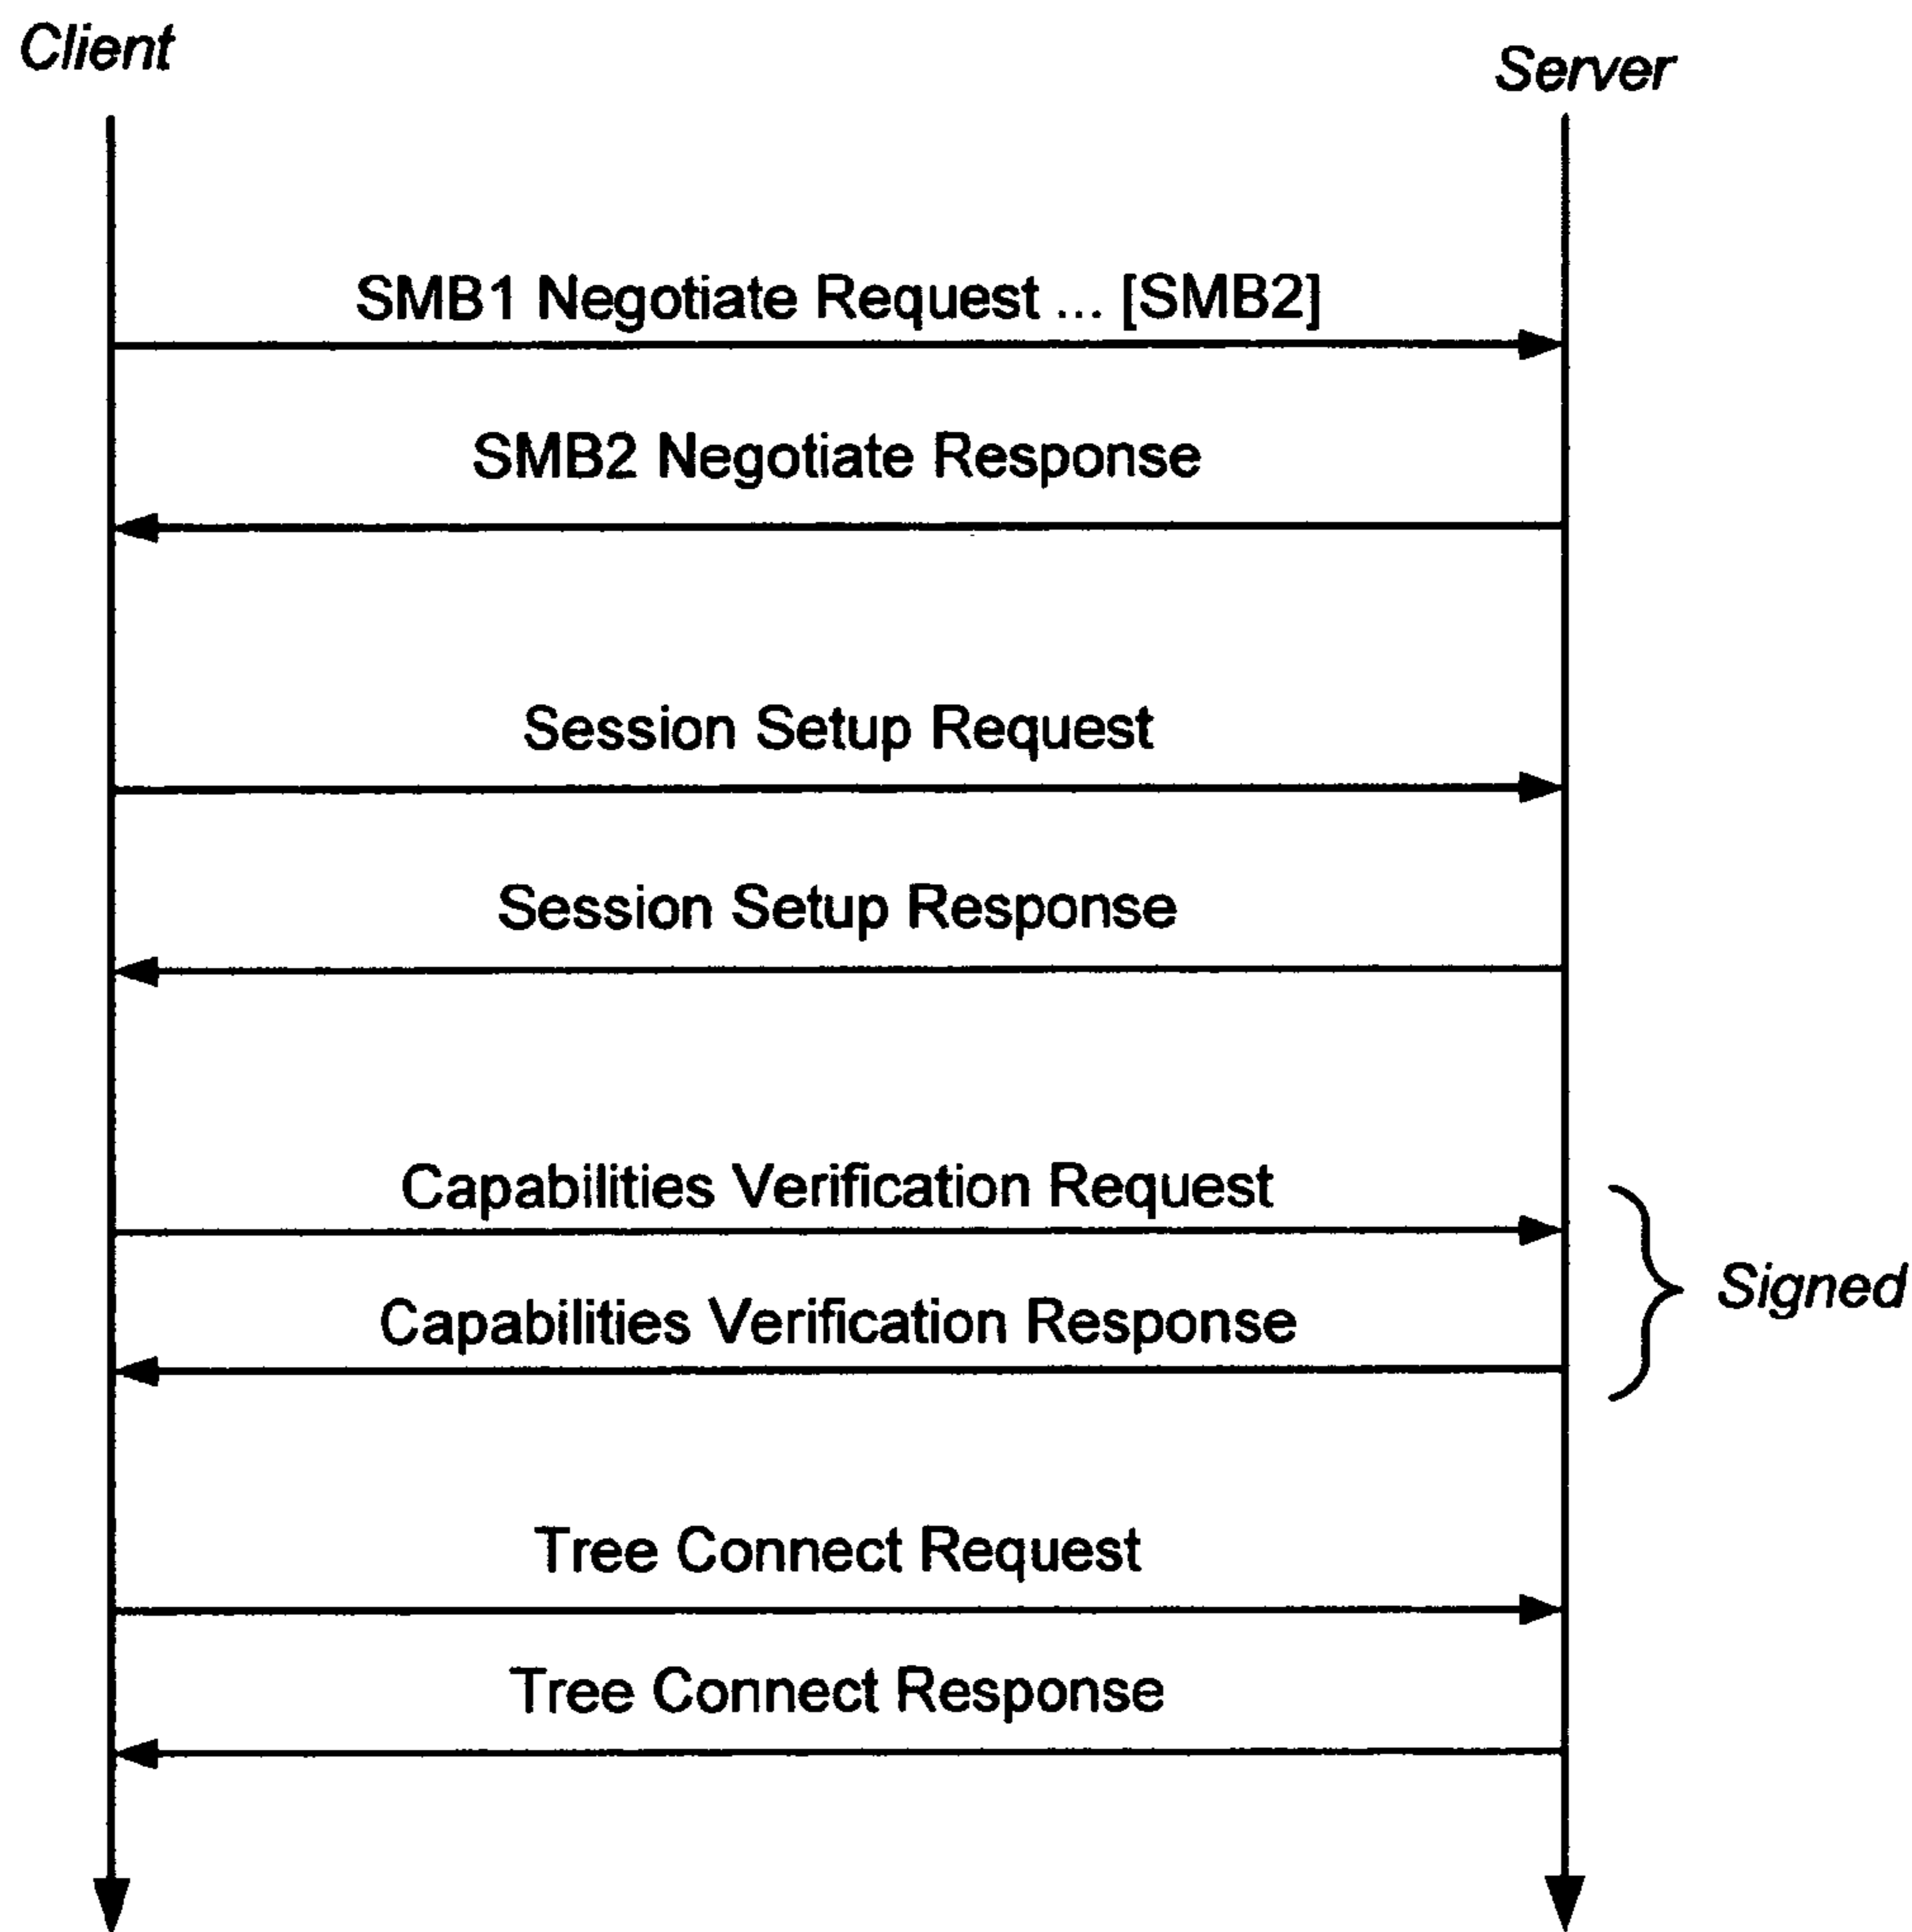 Client
Server
SMB1 Negotiate Request ... [SMB2]
SMB2 Negotiate Response
Session Setup Request
Session Setup Response
Capabilities Verification Request
Capabilities Verification Response
Signed
Tree Connect Request
Tree Connect Response